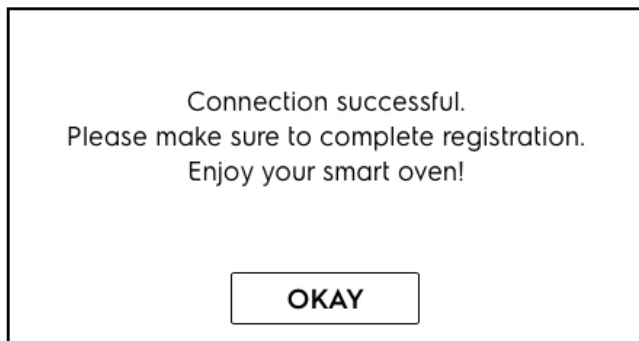 Connection successful.
Please make sure to complete registration.
Enjoy your smart oven!
OKAY